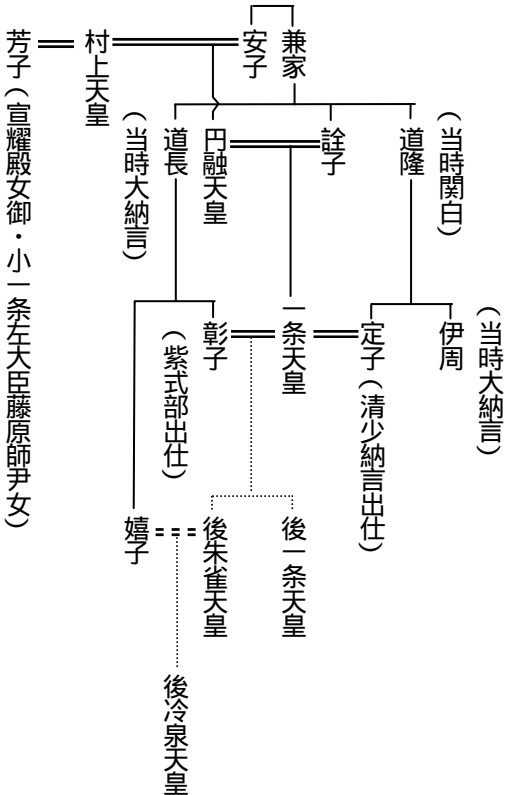 兼家
安子
村上天皇
芳子(宣耀殿女御・小一条左大臣藤原師尹女)
(当時関白)
道隆
詮子
円融天皇
道長
(当時大納言)
(当時大納言)
伊周
定子(清少納言出仕)
一条天皇
彰子
(紫式部出仕)
後一条天皇
後朱雀天皇
嬉子
後冷泉天皇